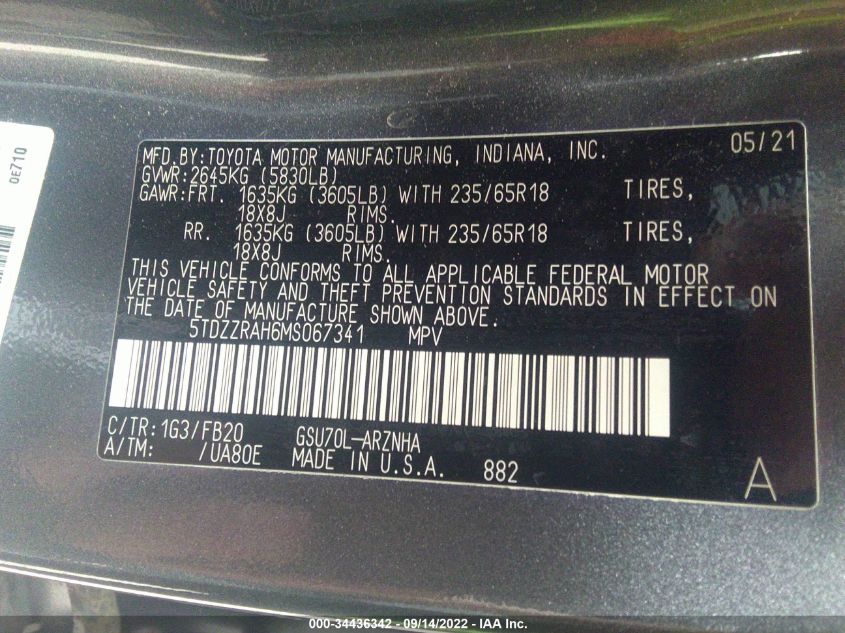 0E710
MFD.BY:TOYOTA MOTOR MANUFACTURING, INDIANA, INC. 05/21
GVWR:2645KG (5830LB)
GAWR:FRT. 1635KG (3605LB) WITH 235/65R18 TIRES,
18X8J RIMS.
RR. 1635KG (3605LB) WITH 235/65R18 TIRES,
18X8J RIMS.
THIS VEHICLE CONFORMS TO ALL APPLICABLE FEDERAL MOTOR
VEHICLE SAFETY AND THEFT PREVENTION STANDARDS IN EFFECT ON
THE DATE OF MANUFACTURE SHOWN ABOVE.
5TDZZRAH6MS067341 MPV
C/TR:1G3/FB20 GSU70L-ARZNHA
A/TM: /UA80E MADE IN U.S.A. 882 A
000-34436342 - 09/14/2022 - IAA Inc.